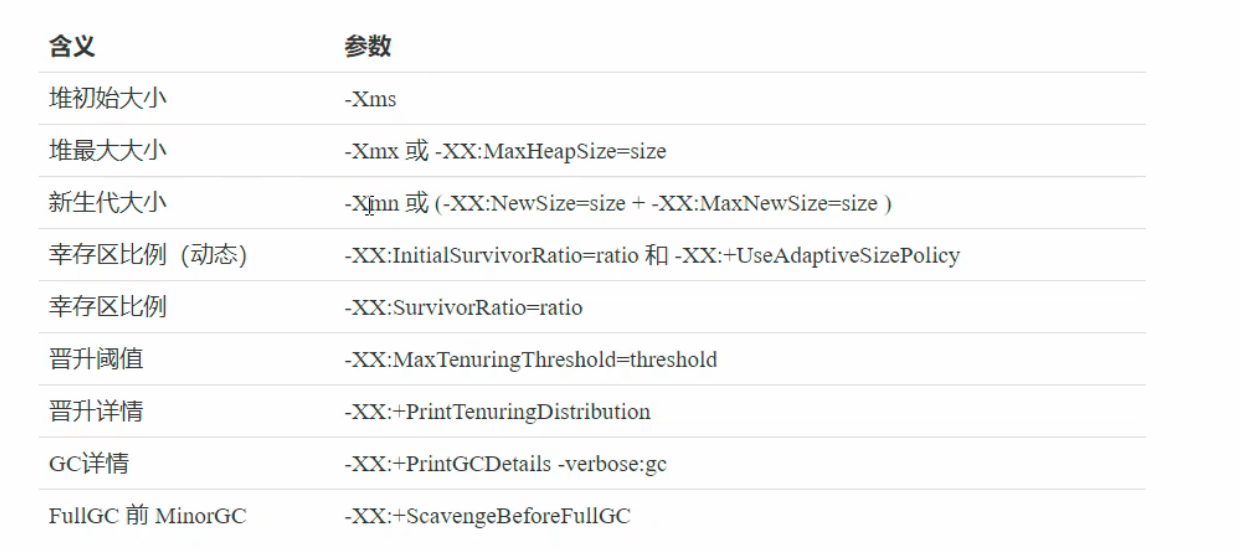 含义 参数
堆初始大小 -Xms
堆最大大小 -Xmx 或 -XX:MaxHeapSize=size
新生代大小 -Xmn 或 (-XX:NewSize=size + -XX:MaxNewSize=size )
幸存区比例（动态） -XX:InitialSurvivorRatio=ratio 和 -XX:+UseAdaptiveSizePolicy
幸存区比例 -XX:SurvivorRatio=ratio
晋升阈值 -XX:MaxTenuringThreshold=threshold
晋升详情 -XX:+PrintTenuringDistribution
GC详情 -XX:+PrintGCDetails -verbose:gc
FullGC 前 MinorGC -XX:+ScavengeBeforeFullGC